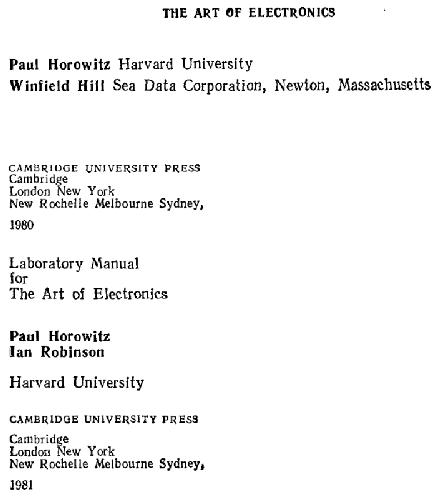 THE ART OF ELECTRONICS
Paul Horowitz Harvard University
Winfield Hill Sea Data Corporation, Newton, Massachusetts
CAMBRIDGE UNIVERSITY PRESS
Cambridge
London New York
New Rochelle Melbourne Sydney,
1980
Laboratory Manual
for
The Art of Electronics
Paul Horowitz
Ian Robinson
Harvard University
CAMBRIDGE UNIVERSITY PRESS
Cambridge
London New York
New Rochelle Melbourne Sydney,
1981